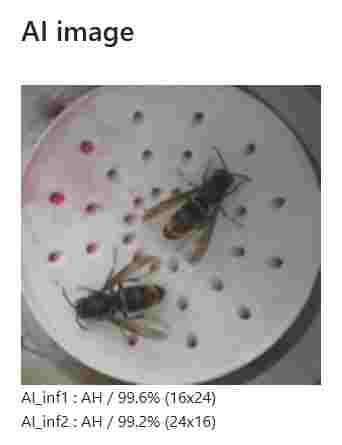 AI image
AI_inf1 : AH / 99.6% (16x24)
AI_inf2 : AH / 99.2% (24x16)